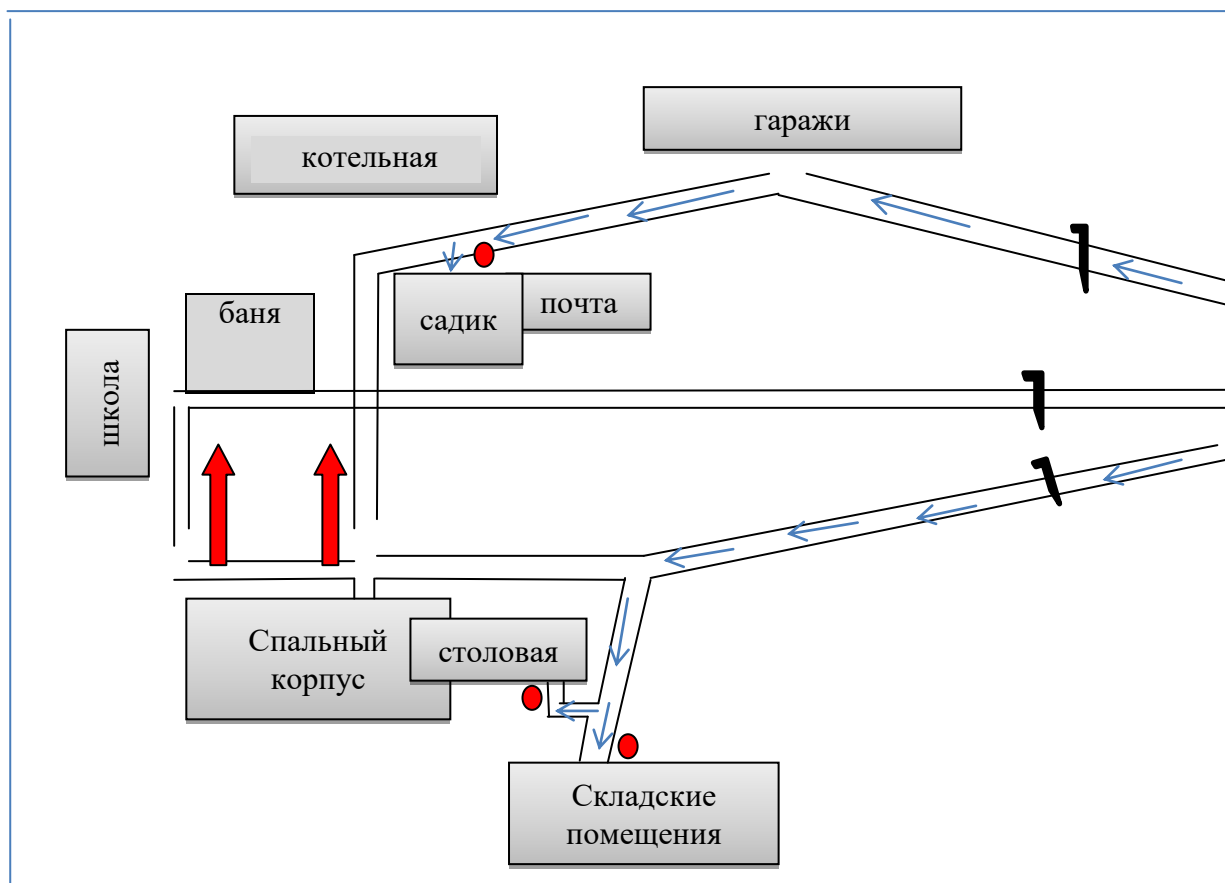 гаражи
котельная
почта
садик
баня
школа
Спальный
корпус
столовая
Складские
помещения